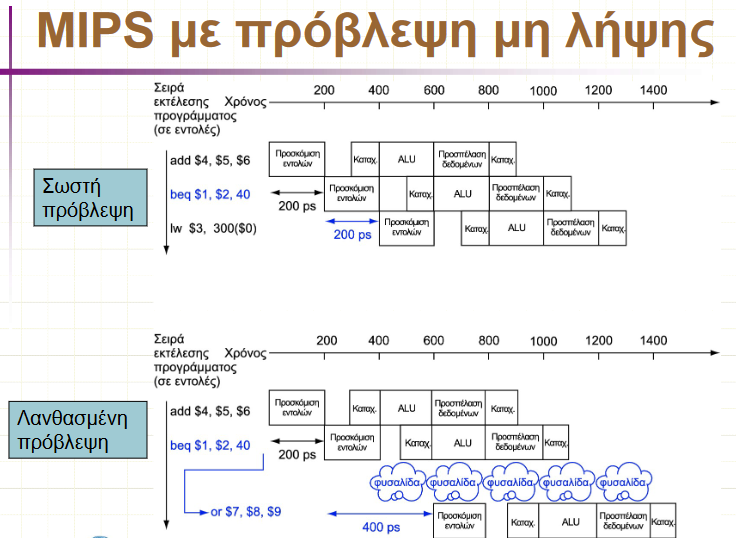 MIPS με πρόβλεψη μη λήψης
Σειρά
εκτέλεσης Χρόνος
προγράμματος
(σε εντολές)
200 400 600 800 1000 1200 1400
Σωστή
πρόβλεψη
add $4, $5, $6
Προσκόμιση
εντολών
Καταχ.
ALU
Προσπέλαση
δεδομένων
Καταχ.
beq $1, $2, 40
200 ps
Προσκόμιση
εντολών
Καταχ.
ALU
Προσπέλαση
δεδομένων
Καταχ.
lw $3, 300($0)
200 ps
Προσκόμιση
εντολών
Καταχ.
ALU
Προσπέλαση
δεδομένων
Καταχ.
Σειρά
εκτέλεσης Χρόνος
προγράμματος
(σε εντολές)
200 400 600 800 1000 1200 1400
Λανθασμένη
πρόβλεψη
add $4, $5, $6
Προσκόμιση
εντολών
Καταχ.
ALU
Προσπέλαση
δεδομένων
Καταχ.
beq $1, $2, 40
200 ps
Προσκόμιση
εντολών
Καταχ.
ALU
Προσπέλαση
δεδομένων
Καταχ.
φυσαλίδα φυσαλίδα φυσαλίδα φυσαλίδα φυσαλίδα
or $7, $8, $9
400 ps
Προσκόμιση
εντολών
Καταχ.
ALU
Προσπέλαση
δεδομένων
Καταχ.